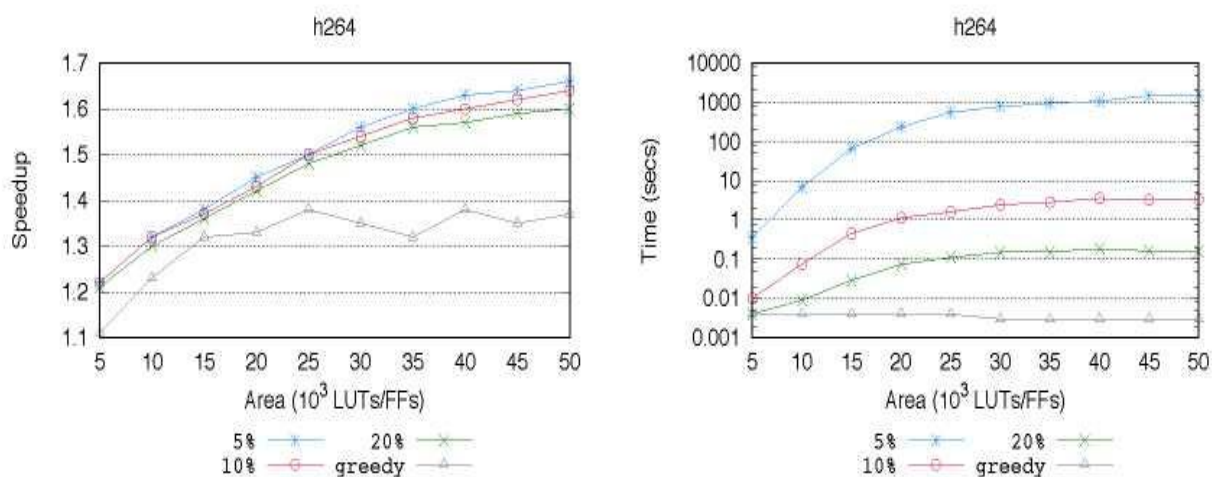 h264
1.7
1.6
1.5
1.4
1.3
1.2
1.1
Speedup
5 10 15 20 25 30 35 40 45 50
Area (10³ LUTs/FFs)
5% 20%
10% greedy
h264
10000
1000
100
10
1
0.1
0.01
0.001
Time (secs)
5 10 15 20 25 30 35 40 45 50
Area (10³ LUTs/FFs)
5% 20%
10% greedy